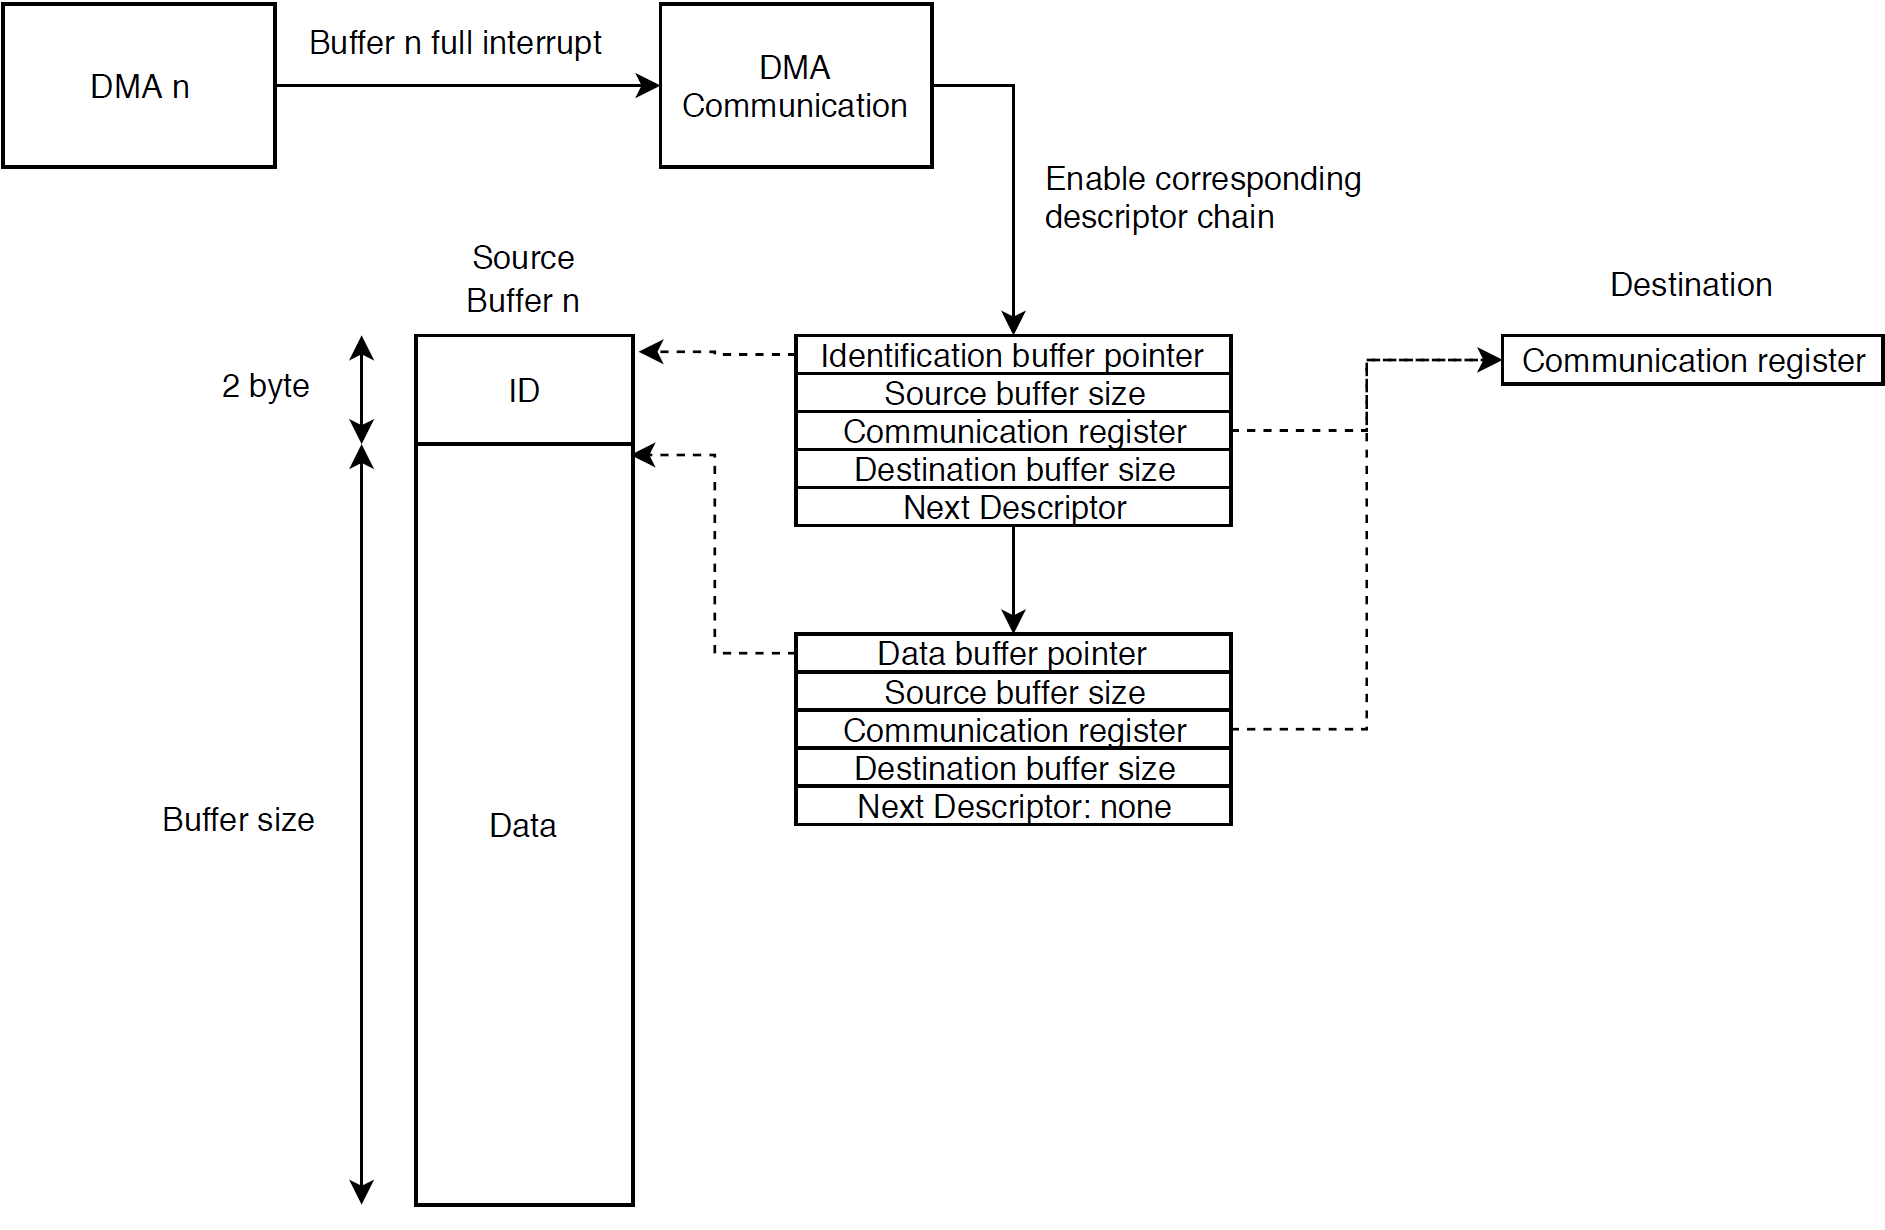 DMA n
Buffer n full interrupt
DMA
Communication
Enable corresponding
descriptor chain
Source
Buffer n
Destination
2 byte
ID
Identification buffer pointer
Source buffer size
Communication register
Destination buffer size
Next Descriptor
Communication register
Buffer size
Data
Data buffer pointer
Source buffer size
Communication register
Destination buffer size
Next Descriptor: none